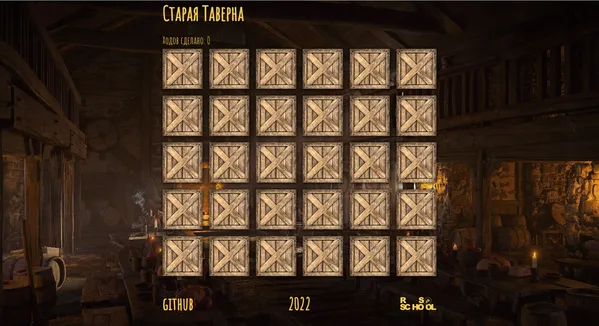 Старая Таверна
Ходов сделано: 0
GITHUB
2022
RS
SCHOOL